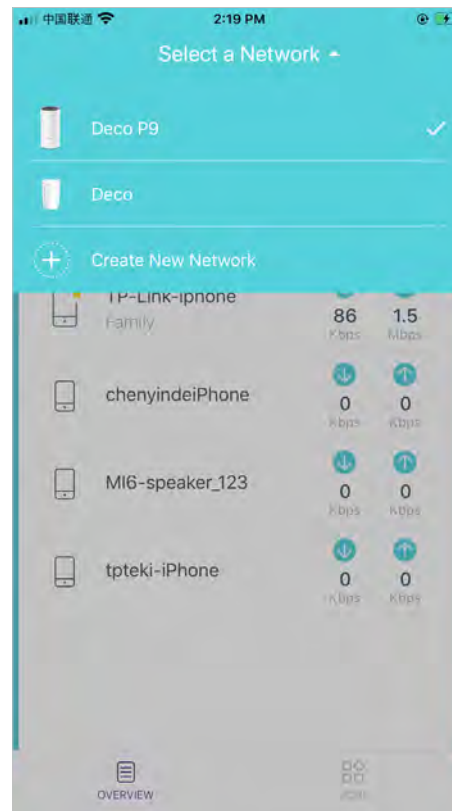 中国联通 2:19 PM
Select a Network
Deco P9
Deco
Create New Network
TP-Link-iphone
Family
86 1.5
Kbps Mbps
chenyindeiPhone
0 0
Kbps Kbps
MI6-speaker_123
0 0
Kbps Kbps
tpteki-iPhone
0 0
Kbps Kbps
OVERVIEW